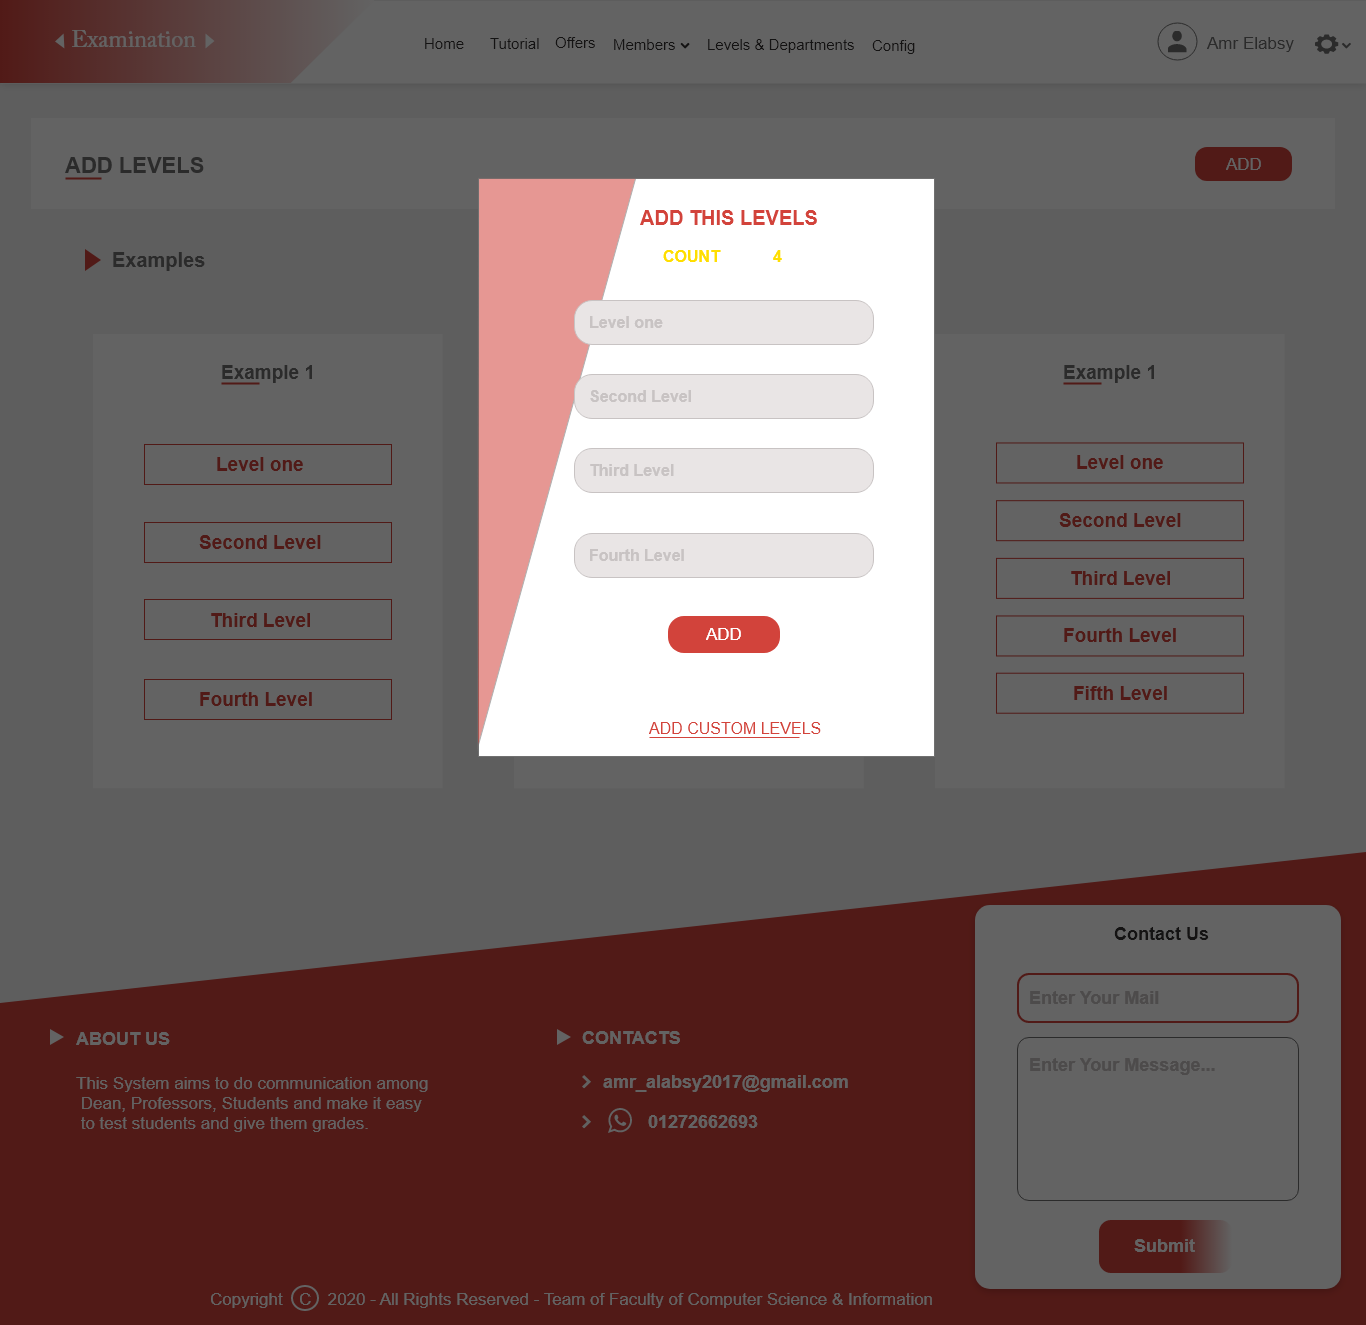 Examination
Home Tutorial Offers Members Levels & Departments Config
Amr Elabsy
ADD LEVELS
ADD
Examples
ADD THIS LEVELS
COUNT 4
Level one
Second Level
Third Level
Fourth Level
ADD
ADD CUSTOM LEVELS
Example 1
Level one
Second Level
Third Level
Fourth Level
Example 1
Level one
Second Level
Third Level
Fourth Level
Fifth Level
ABOUT US
This System aims to do communication among
Dean, Professors, Students and make it easy
to test students and give them grades.
CONTACTS
amr_alabsy2017@gmail.com
01272662693
Contact Us
Enter Your Mail
Enter Your Message...
Submit
Copyright © 2020 - All Rights Reserved - Team of Faculty of Computer Science & Information